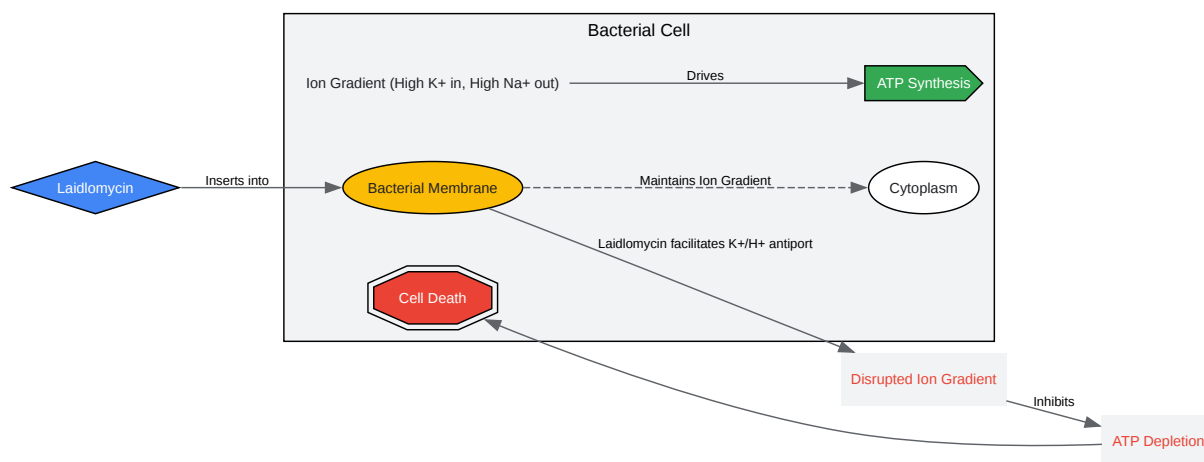 Bacterial Cell
Ion Gradient (High K+ in, High Na+ out)
Drives
ATP Synthesis
Laidlomycin
Inserts into
Bacterial Membrane
Maintains Ion Gradient
Cytoplasm
Laidlomycin facilitates K+/H+ antiport
Cell Death
Disrupted Ion Gradient
Inhibits
ATP Depletion